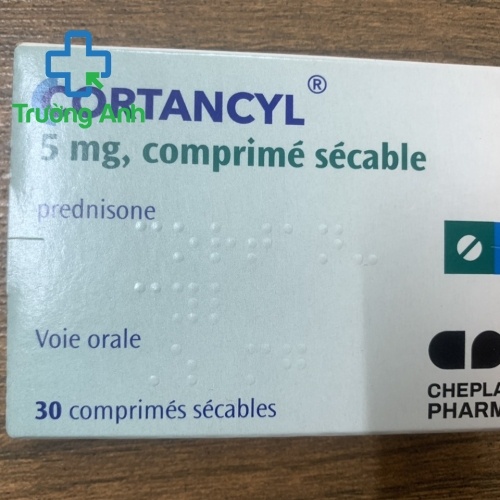 CORTANCYL®
Trường Anh
5 mg, comprimé sécable
prednisone
Voie orale
30 comprimés sécables
CHEPLA
PHARM